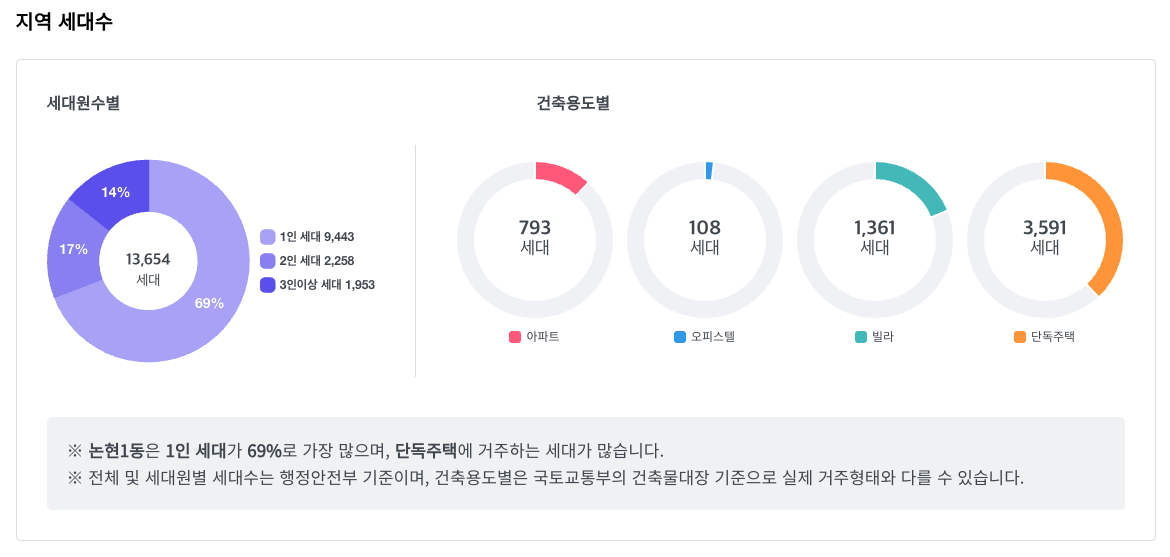 지역 세대수
세대원수별
건축용도별
14%
17%
69%
13,654
세대
1인 세대 9,443
2인 세대 2,258
3인이상 세대 1,953
793
세대
아파트
108
세대
오피스텔
1,361
세대
빌라
3,591
세대
단독주택
※ 논현1동은 1인 세대가 69%로 가장 많으며, 단독주택에 거주하는 세대가 많습니다.
※ 전체 및 세대원별 세대수는 행정안전부 기준이며, 건축용도별은 국토교통부의 건축물대장 기준으로 실제 거주형태와 다를 수 있습니다.